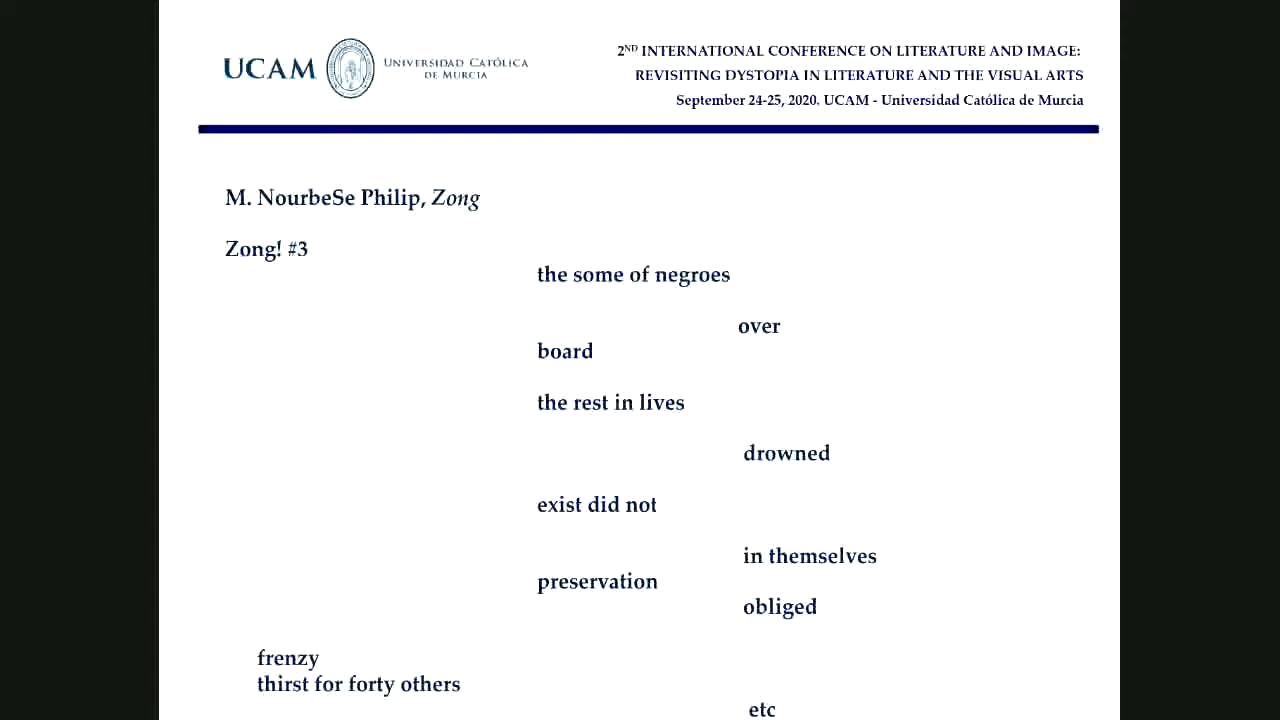 UCAM
UNIVERSIDAD CATÓLICA
DE MURCIA
2ND INTERNATIONAL CONFERENCE ON LITERATURE AND IMAGE:
REVISITING DYSTOPIA IN LITERATURE AND THE VISUAL ARTS
September 24-25, 2020. UCAM - Universidad Católica de Murcia
M. NourbeSe Philip, Zong
Zong! #3
the some of negroes
over
board
the rest in lives
drowned
exist did not
in themselves
preservation
obliged
frenzy
thirst for forty others
etc